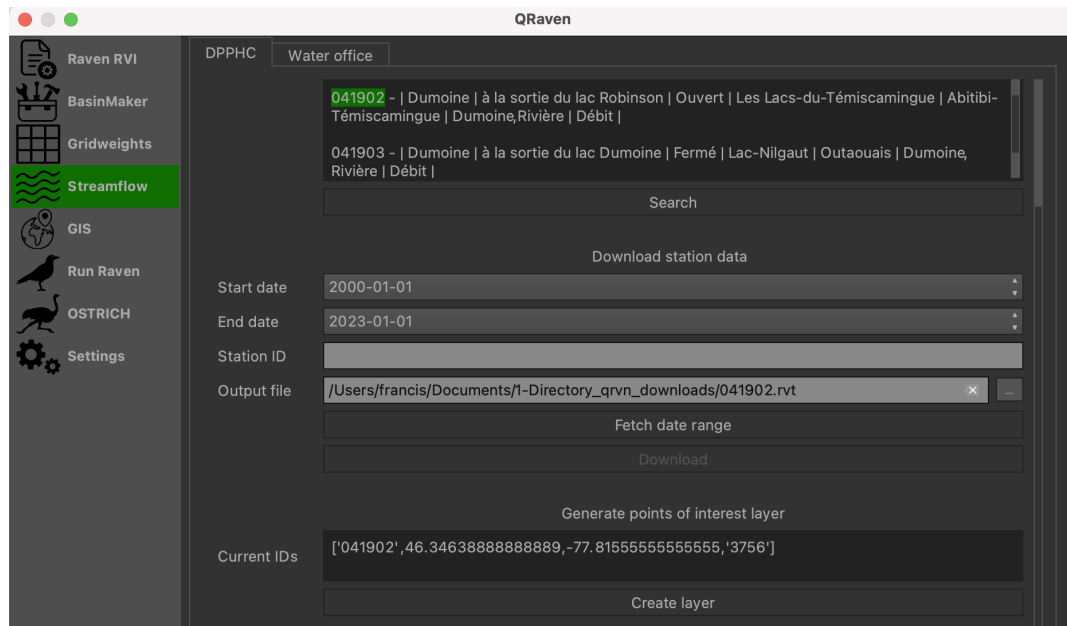 QRaven
Raven RVI
BasinMaker
Gridweights
Streamflow
GIS
Run Raven
OSTRICH
Settings
DPPHC
Water office
041902 - | Dumoine | à la sortie du lac Robinson | Ouvert | Les Lacs-du-Témiscamingue | Abitibi-
Témiscamingue | Dumoine,Rivière | Débit |
041903 - | Dumoine | à la sortie du lac Dumoine | Fermé | Lac-Nilgaut | Outaouais | Dumoine,
Rivière | Débit |
Search
Download station data
Start date 2000-01-01
End date 2023-01-01
Station ID
Output file /Users/francis/Documents/1-Directory_qrvn_downloads/041902.rvt ...
Fetch date range
Download
Generate points of interest layer
Current IDs ['041902',46.34638888888889,-77.81555555555555,'3756']
Create layer